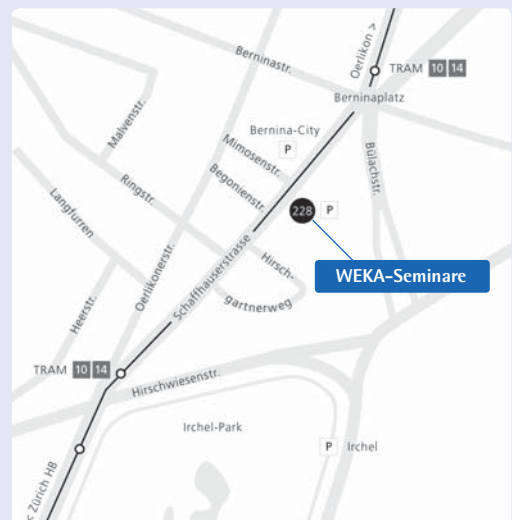 Oerlikon >
TRAM 10 14
Berninastr.
Berninaplatz
Malvenstr.
Bernina-City
P
Mimosenstr.
Bülachstr.
Begonienstr.
Ringstr.
228 P
Langfurren
WEKA-Seminare
Schaffhauserstrasse
Hirsch-
gartnerweg
Oerlikonerstr.
Heerstr.
TRAM 10 14
Hirschwiesenstr.
Irchel-Park
P Irchel
< Zürich HB